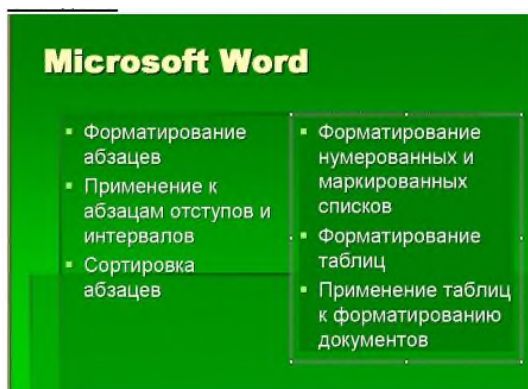 Microsoft Word
Форматирование
абзацев
Применение к
абзацам отступов и
интервалов
Сортировка
абзацев
Форматирование
нумерованных и
маркированных
списков
Форматирование
таблиц
Применение таблиц
к форматированию
документов